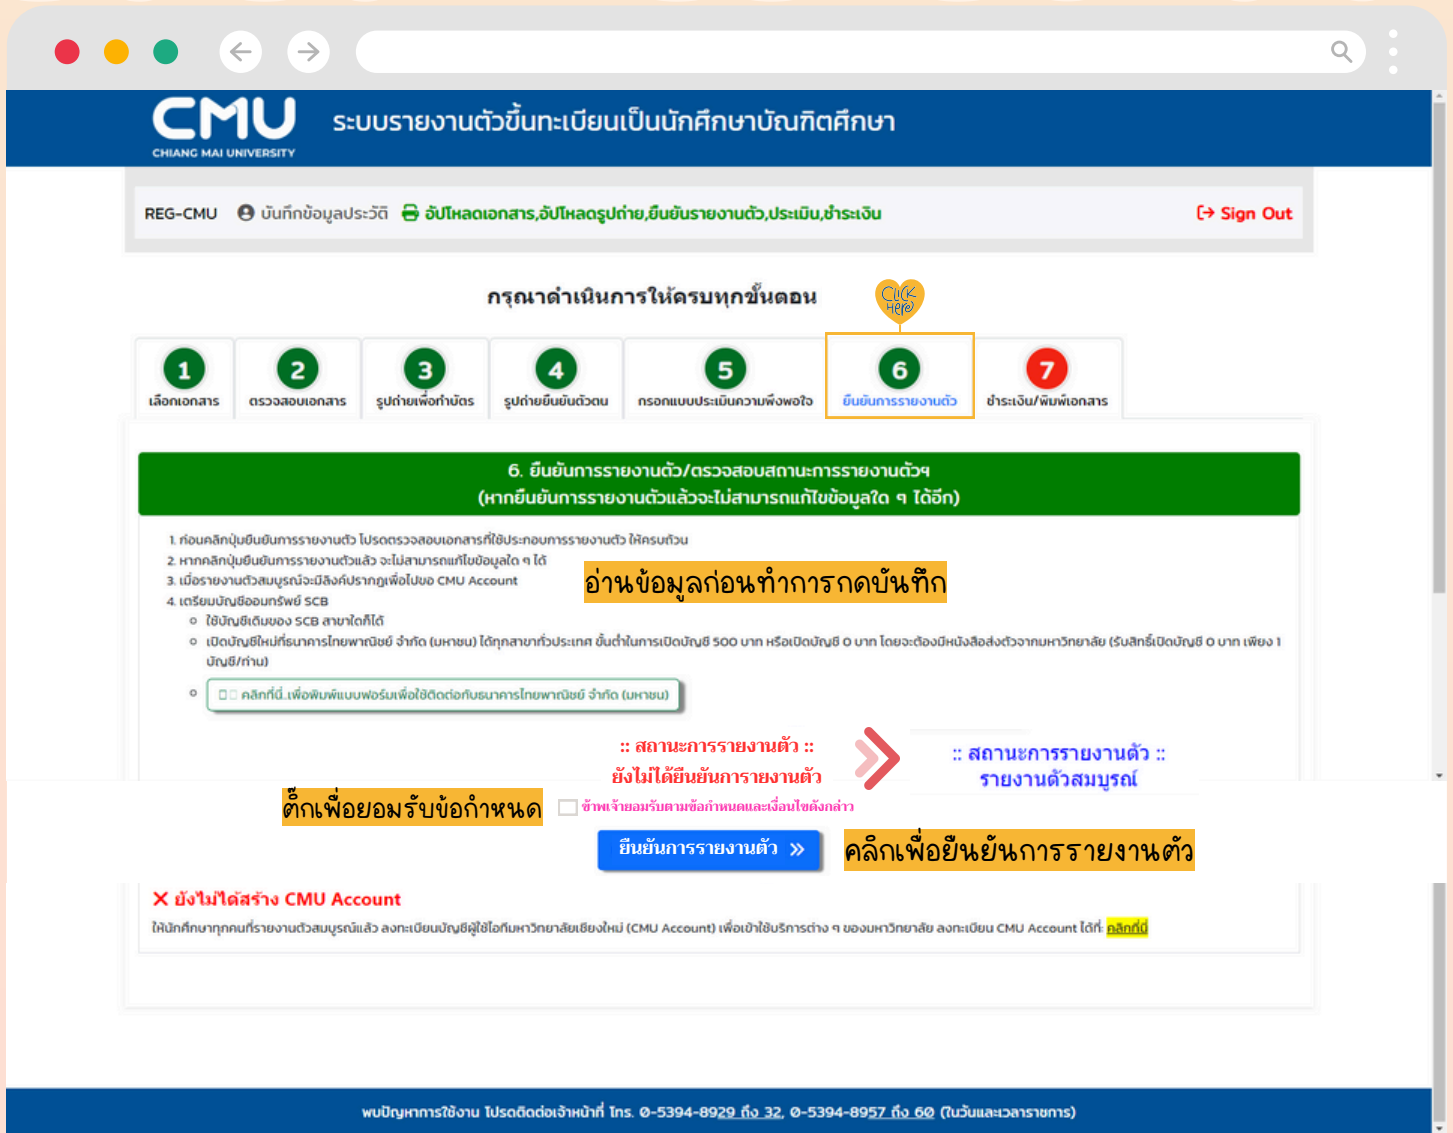 CMU
CHIANG MAI UNIVERSITY
ระบบรายงานตัวขึ้นทะเบียนเป็นนักศึกษาบัณฑิตศึกษา
REG-CMU บันทึกข้อมูลประวัติ อัปโหลดเอกสาร,อัปโหลดรูปถ่าย,ยืนยันรายงานตัว,ประเมิน,ชำระเงิน Sign Out
กรุณาดำเนินการให้ครบทุกขั้นตอน
CLICK HERE
1 2 3 4 5 6 7
เลือกเอกสาร ตรวจสอบเอกสาร รูปถ่ายเพื่อทำบัตร รูปถ่ายยืนยันตัวตน กรอกแบบประเมินความพึงพอใจ ยืนยันการรายงานตัว ชำระเงิน/พิมพ์เอกสาร
6. ยืนยันการรายงานตัว/ตรวจสอบสถานะการรายงานตัวฯ
(หากยืนยันการรายงานตัวแล้วจะไม่สามารถแก้ไขข้อมูลใด ๆ ได้อีก)
1. ก่อนคลิกปุ่มยืนยันการรายงานตัว โปรดตรวจสอบเอกสารที่ใช้ประกอบการรายงานตัว ให้ครบถ้วน
2. หากคลิกปุ่มยืนยันการรายงานตัวแล้ว จะไม่สามารถแก้ไขข้อมูลใด ๆ ได้
3. เมื่อรายงานตัวสมบูรณ์จะมีลิงค์ปรากฏเพื่อไปขอ CMU Account
อ่านข้อมูลก่อนทำการกดบันทึก
4. เตรียมบัญชีออมทรัพย์ SCB
ใช้บัญชีเดิมของ SCB สาขาใดก็ได้
เปิดบัญชีใหม่ที่ธนาคารไทยพาณิชย์ จำกัด (มหาชน) ได้ทุกสาขาทั่วประเทศ ขั้นต่ำในการเปิดบัญชี 500 บาท หรือเปิดบัญชี 0 บาท โดยจะต้องมีหนังสือส่งตัวจากมหาวิทยาลัย (รับสิทธิ์เปิดบัญชี 0 บาท เพียง 1
บัญชี/ท่าน)
คลิกที่นี่..เพื่อพิมพ์แบบฟอร์มเพื่อใช้ติดต่อกับธนาคารไทยพาณิชย์ จำกัด (มหาชน)
:: สถานะการรายงานตัว ::
ยังไม่ได้ยืนยันการายงานตัว
:: สถานะการรายงานตัว ::
รายงานตัวสมบูรณ์
ติ๊กเพื่อยอมรับข้อกำหนด
ข้าพเจ้ายอมรับตามข้อกำหนดและเงื่อนไขดังกล่าว
ยืนยันการรายงานตัว »
คลิกเพื่อยืนยันการรายงานตัว
ยังไม่ได้สร้าง CMU Account
ให้นักศึกษาทุกคนที่รายงานตัวสมบูรณ์แล้ว ลงทะเบียนบัญชีผู้ใช้ไอทีมหาวิทยาลัยเชียงใหม่ (CMU Account) เพื่อเข้าใช้บริการต่าง ๆ ของมหาวิทยาลัย ลงทะเบียน CMU Account ได้ที่: คลิกที่นี่
พบปัญหาการใช้งาน โปรดติดต่อเจ้าหน้าที่ โทร. 0-5394-8929 ถึง 32, 0-5394-8957 ถึง 60 (ในวันและเวลาราชการ)